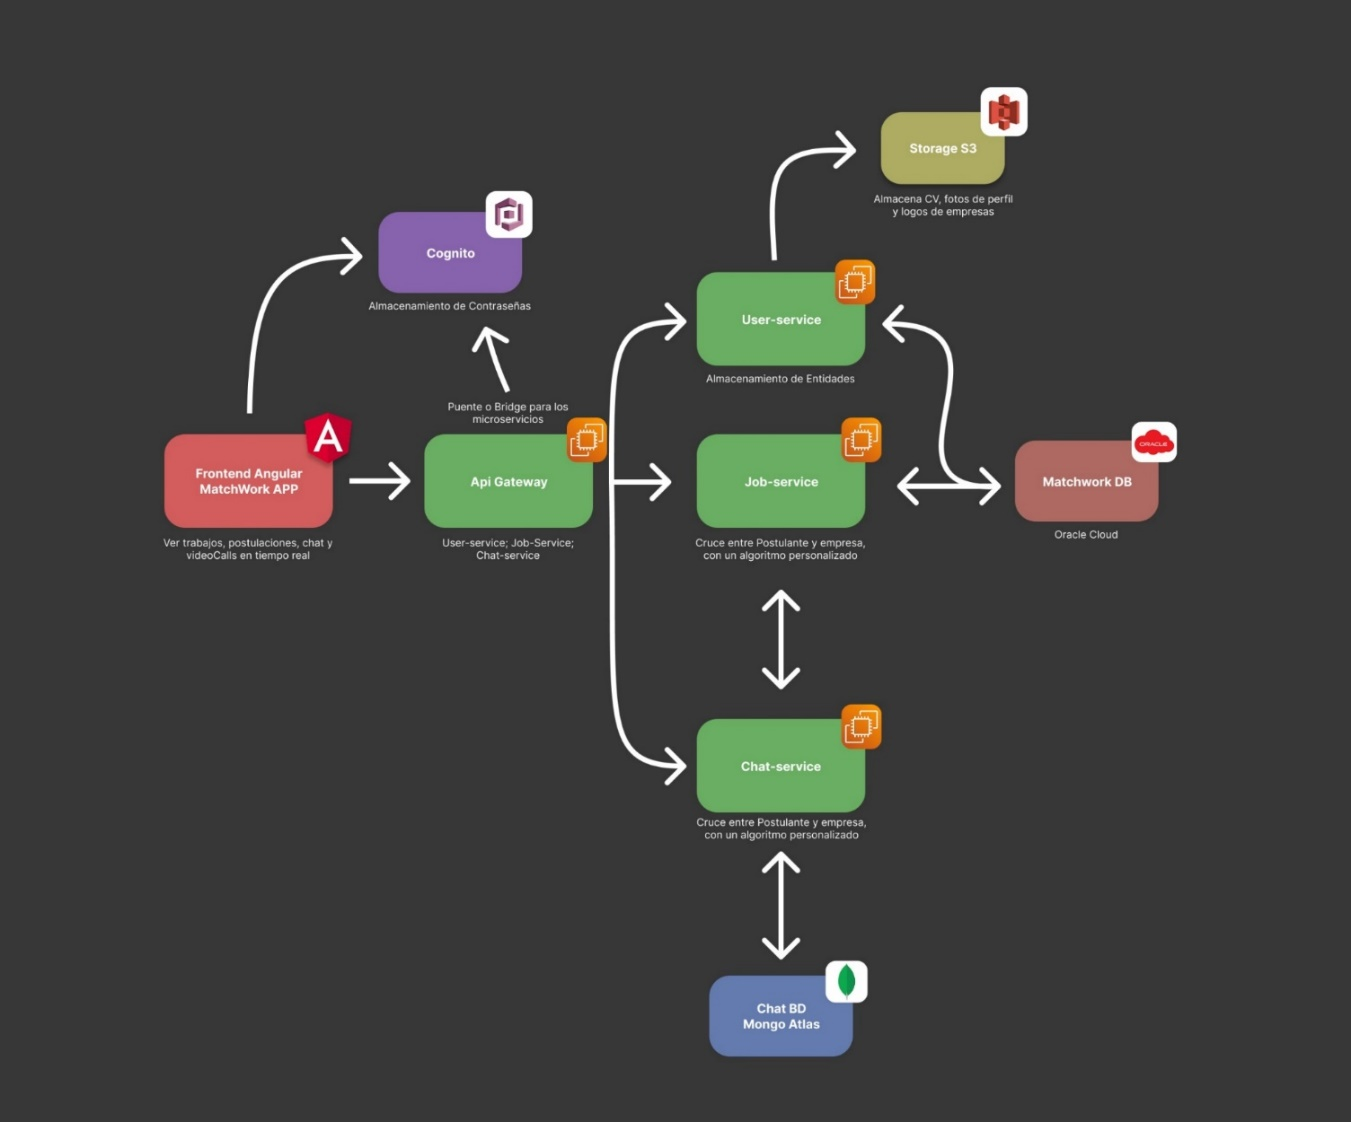 Storage S3
Almacena CV, fotos de perfil
y logos de empresas
Cognito
Almacenamiento de Contraseñas
User-service
Almacenamiento de Entidades
Puente o Bridge para los
microservicios
Frontend Angular
MatchWork APP
Ver trabajos, postulaciones, chat y
videoCalls en tiempo real
Api Gateway
User-service; Job-Service;
Chat-service
Job-service
Cruce entre Postulante y empresa,
con un algoritmo personalizado
ORACLE
Matchwork DB
Oracle Cloud
Chat-service
Cruce entre Postulante y empresa,
con un algoritmo personalizado
Chat BD
Mongo Atlas